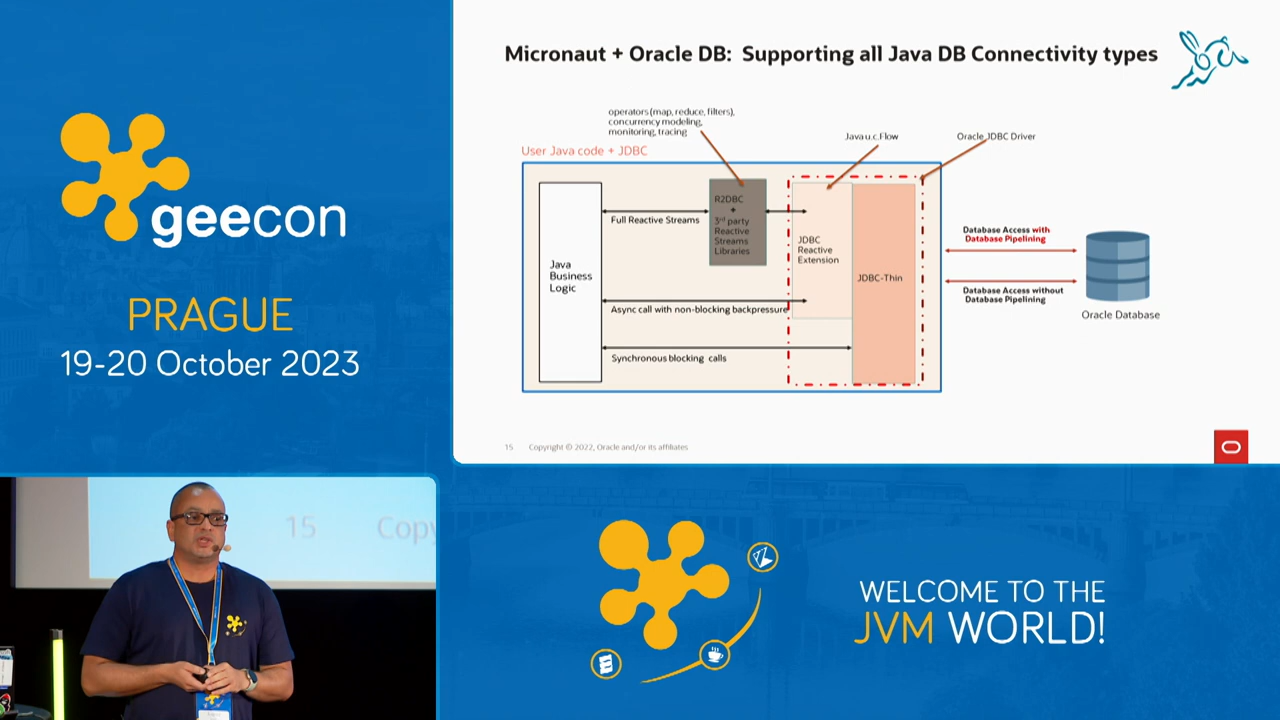 geecon
PRAGUE
19-20 October 2023
Micronaut + Oracle DB: Supporting all Java DB Connectivity types
operators(map, reduce, filters),
concurrency modeling,
monitoring, tracing
Java u.c.Flow
Oracle JDBC Driver
User Java code + JDBC
Java
Business
Logic
Full Reactive Streams
R2DBC
+
3rd party
Reactive
Streams
Libraries
JDBC
Reactive
Extension
JDBC-Thin
Async call with non-blocking backpressure
Synchronous blocking calls
Database Access with
Database Pipelining
Database Access without
Database Pipelining
Oracle Database
15 Copyright © 2022, Oracle and/or its affiliates
15 Copy
WELCOME TO THE
JVM WORLD!